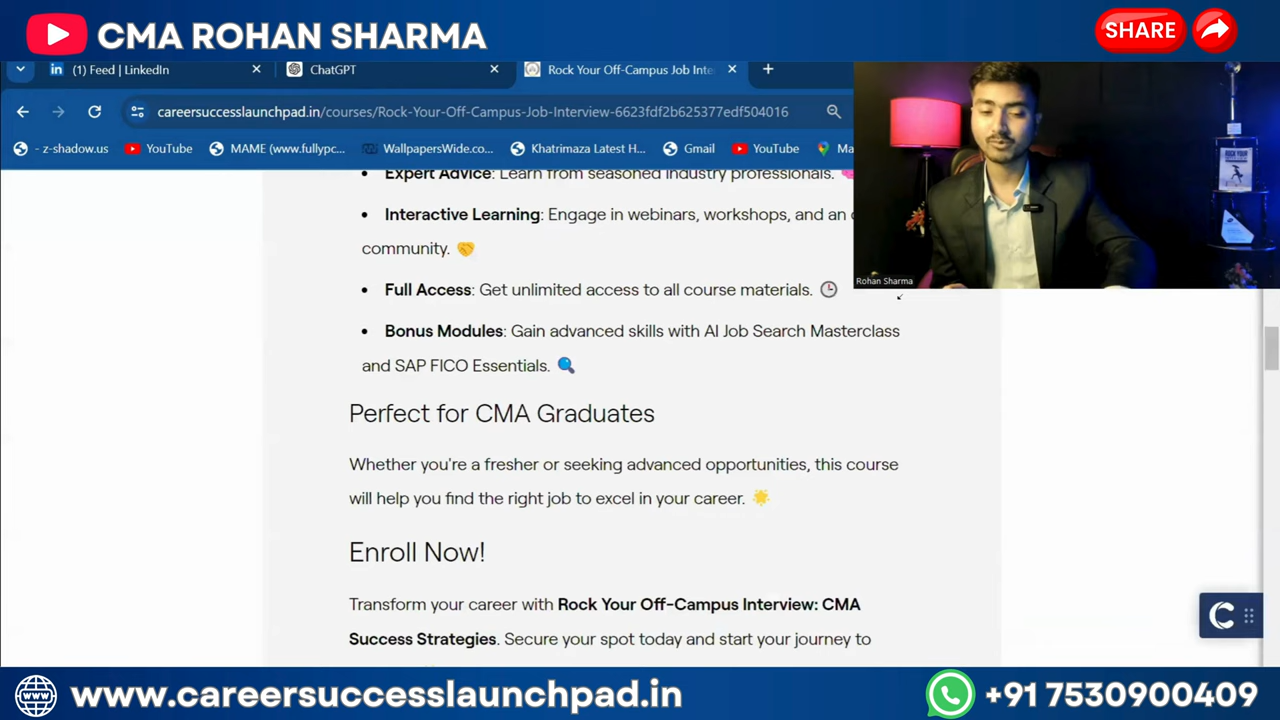 CMA ROHAN SHARMA
SHARE
(1) Feed | LinkedIn
ChatGPT
Rock Your Off-Campus Job Inte
careersuccesslaunchpad.in/courses/Rock-Your-Off-Campus-Job-Interview-6623fdf2b625377edf504016
- z-shadow.us
YouTube
MAME (www.fullypc...
WallpapersWide.co...
Khatrimaza Latest H...
Gmail
YouTube
Ma
Rohan Sharma
• Expert Advice: Learn from seasoned industry professionals.
• Interactive Learning: Engage in webinars, workshops, and an
community. 🤝
• Full Access: Get unlimited access to all course materials. 🕒
• Bonus Modules: Gain advanced skills with AI Job Search Masterclass
and SAP FICO Essentials. 🔍
Perfect for CMA Graduates
Whether you're a fresher or seeking advanced opportunities, this course
will help you find the right job to excel in your career. 🌟
Enroll Now!
Transform your career with Rock Your Off-Campus Interview: CMA
Success Strategies. Secure your spot today and start your journey to
www.careersuccesslaunchpad.in
+91 7530900409